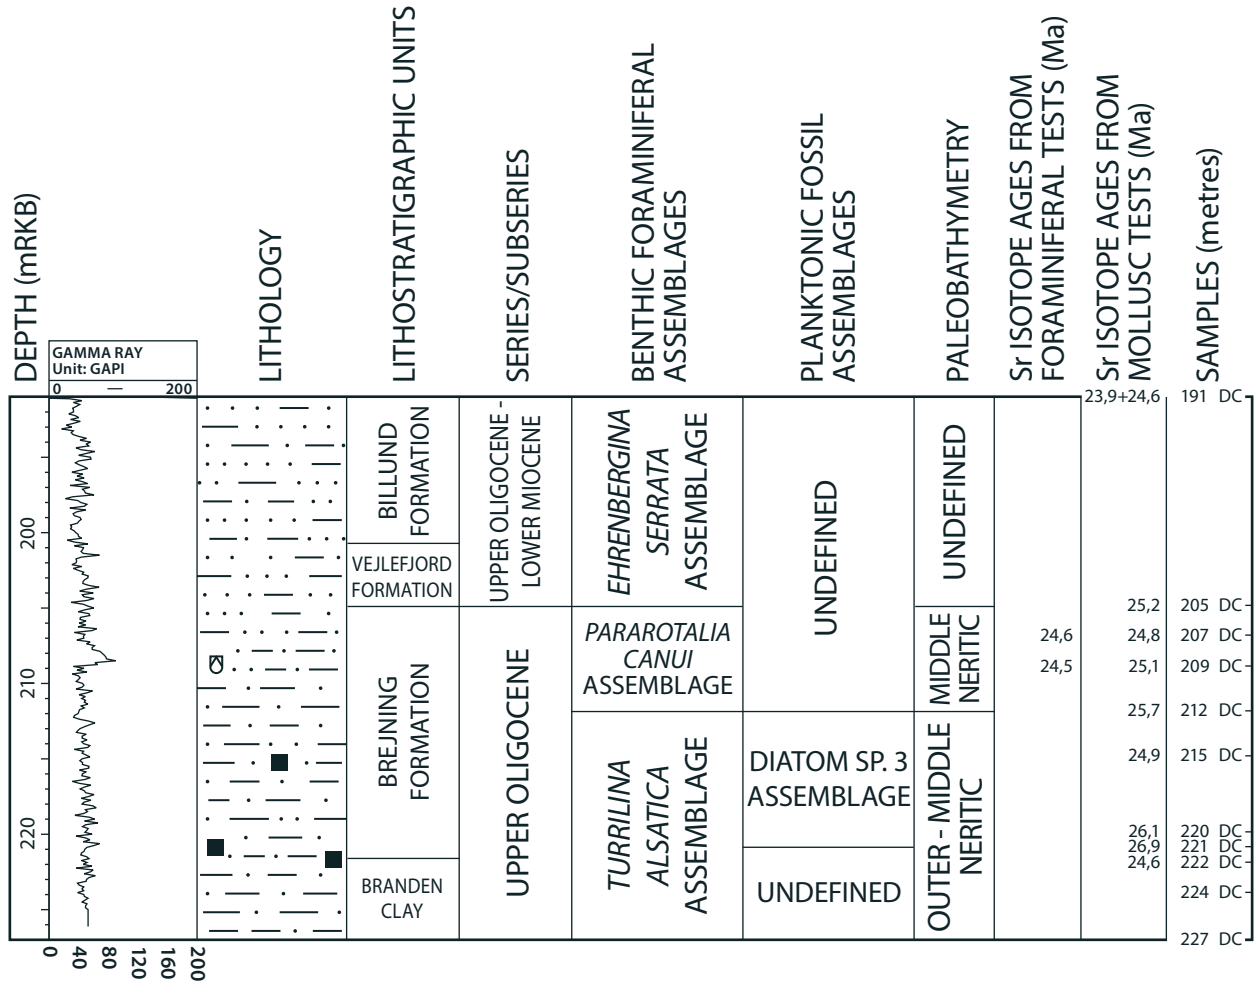 DEPTH (mRKB)
GAMMA RAY
Unit: GAPI
0 — 200
LITHOLOGY
LITHOSTRATIGRAPHIC UNITS
SERIES/SUBSERIES
BENTHIC FORAMINIFERAL
ASSEMBLAGES
PLANKTONIC FOSSIL
ASSEMBLAGES
PALEOBATHYMETRY
Sr ISOTOPE AGES FROM
FORAMINIFERAL TESTS (Ma)
Sr ISOTOPE AGES FROM
MOLLUSC TESTS (Ma)
SAMPLES (metres)
200
210
220
BILLUND
FORMATION
VEJLEFJORD
FORMATION
BREJNING
FORMATION
BRANDEN
CLAY
UPPER OLIGOCENE -
LOWER MIOCENE
UPPER OLIGOCENE
EHRENBERGINA
SERRATA
ASSEMBLAGE
PARAROTALIA
CANUI
ASSEMBLAGE
TURRILINA
ALSATICA
ASSEMBLAGE
UNDEFINED
DIATOM SP. 3
ASSEMBLAGE
UNDEFINED
UNDEFINED
MIDDLE
NERITIC
OUTER - MIDDLE
NERITIC
24,6
24,5
23,9+24,6
25,2
24,8
25,1
25,7
24,9
26,1
26,9
24,6
191 DC
205 DC
207 DC
209 DC
212 DC
215 DC
220 DC
221 DC
222 DC
224 DC
227 DC
0
40
80
120
160
200